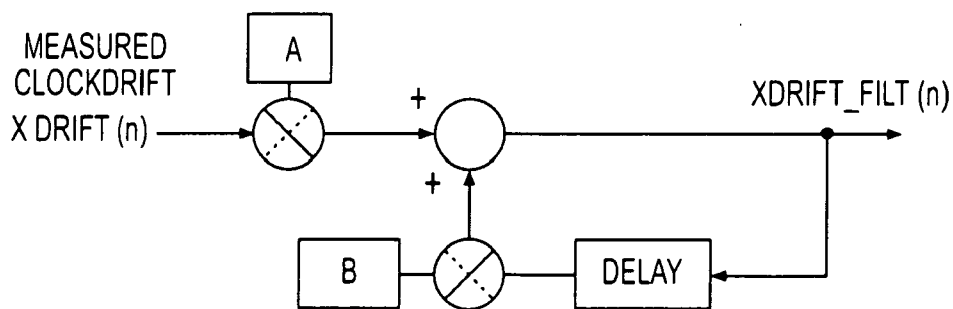 MEASURED
CLOCKDRIFT
X DRIFT (n)
A
+
+
XDRIFT_FILT (n)
B
DELAY